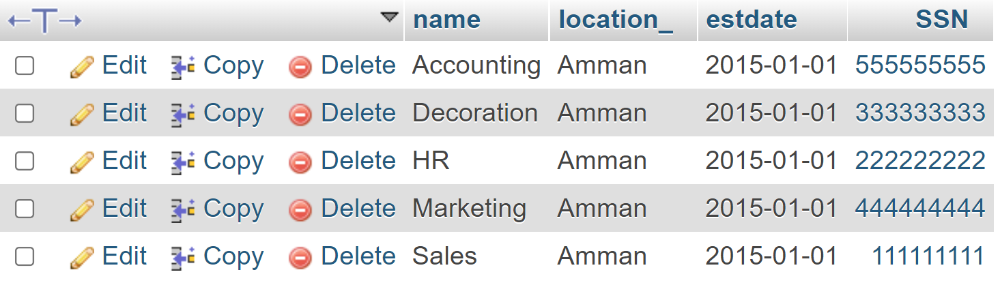 name location_ estdate SSN
Edit Copy Delete Accounting Amman 2015-01-01 555555555
Edit Copy Delete Decoration Amman 2015-01-01 333333333
Edit Copy Delete HR Amman 2015-01-01 222222222
Edit Copy Delete Marketing Amman 2015-01-01 444444444
Edit Copy Delete Sales Amman 2015-01-01 111111111